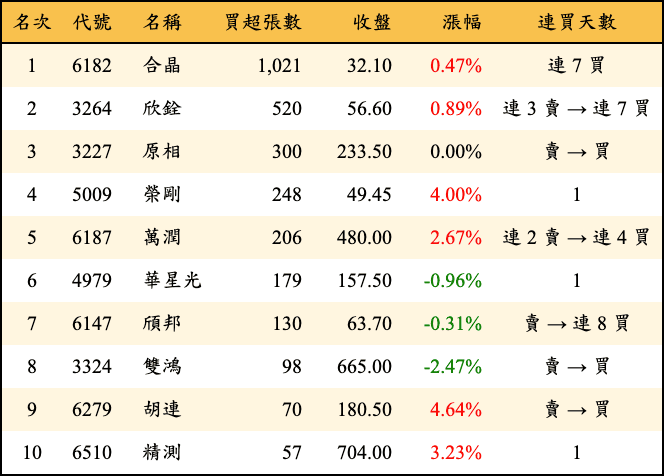 名次 代號 名稱 買超張數 收盤 漲幅 連買天數
1 6182 合晶 1,021 32.10 0.47% 連 7 買
2 3264 欣銓 520 56.60 0.89% 連 3 賣 → 連 7 買
3 3227 原相 300 233.50 0.00% 賣 → 買
4 5009 榮剛 248 49.45 4.00% 1
5 6187 萬潤 206 480.00 2.67% 連 2 賣 → 連 4 買
6 4979 華星光 179 157.50 -0.96% 1
7 6147 頎邦 130 63.70 -0.31% 賣 → 連 8 買
8 3324 雙鴻 98 665.00 -2.47% 賣 → 買
9 6279 胡連 70 180.50 4.64% 賣 → 買
10 6510 精測 57 704.00 3.23% 1